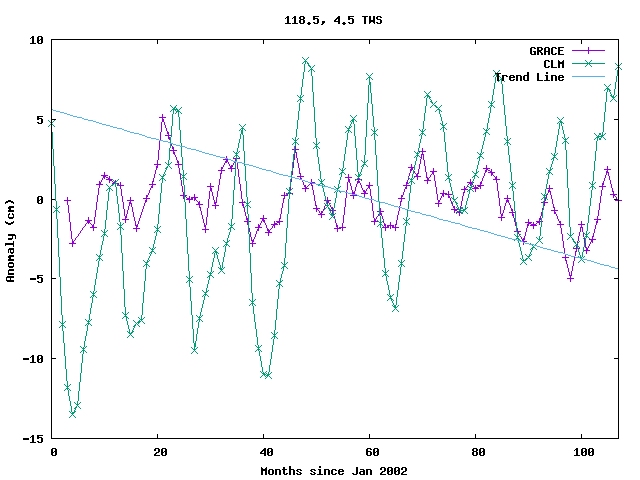 118.5, 4.5 TWS
GRACE
CLM
Trend Line
10
5
0
-5
-10
-15
Anomaly (cm)
0 20 40 60 80 100
Months since Jan 2002